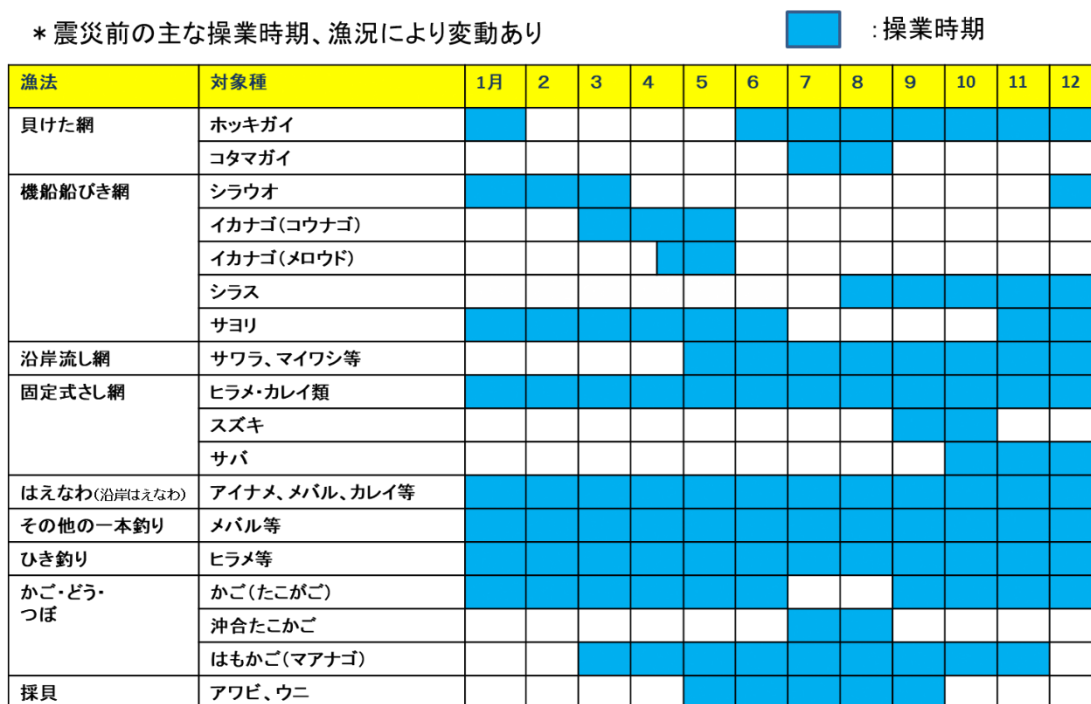 ＊震災前の主な操業時期、漁況により変動あり
：操業時期
漁法 対象種 1月 2 3 4 5 6 7 8 9 10 11 12
貝けた網 ホッキガイ
コタマガイ
機船船びき網 シラウオ
イカナゴ(コウナゴ)
イカナゴ(メロウド)
シラス
サヨリ
沿岸流し網 サワラ、マイワシ等
固定式さし網 ヒラメ・カレイ類
スズキ
サバ
はえなわ(沿岸はえなわ) アイナメ、メバル、カレイ等
その他の一本釣り メバル等
ひき釣り ヒラメ等
かご・どう・ かご(たこがご)
つぼ
沖合たこかご
はもかご(マアナゴ)
採貝 アワビ、ウニ